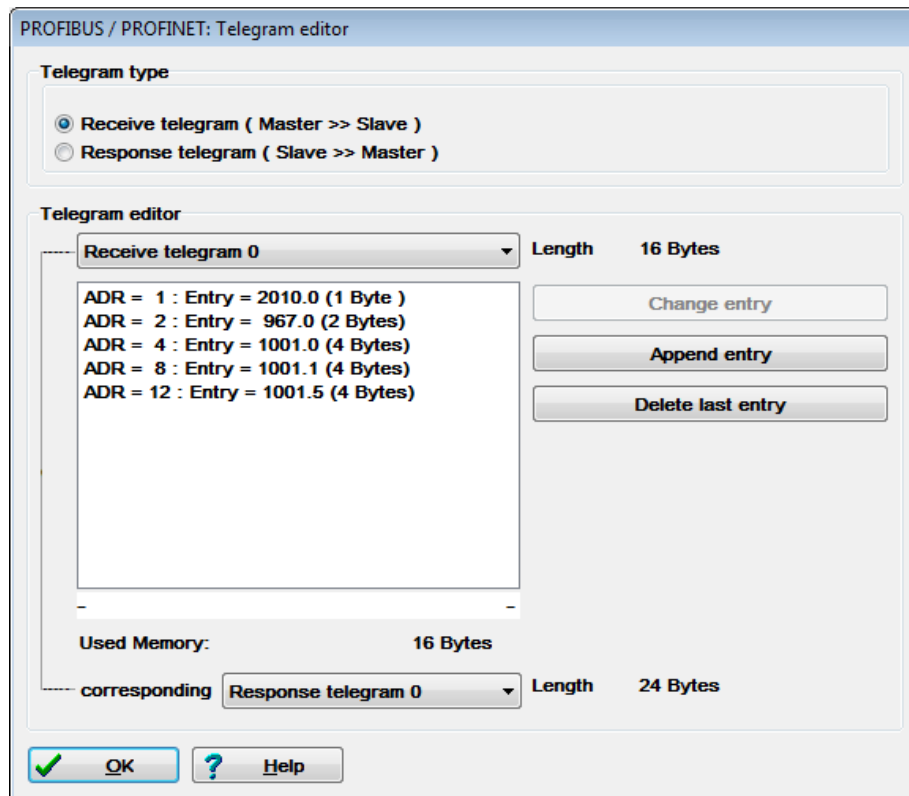 PROFIBUS / PROFINET: Telegram editor
Telegram type
Receive telegram ( Master >> Slave )
Response telegram ( Slave >> Master )
Telegram editor
Receive telegram 0 Length 16 Bytes
ADR = 1 : Entry = 2010.0 (1 Byte )
ADR = 2 : Entry = 967.0 (2 Bytes)
ADR = 4 : Entry = 1001.0 (4 Bytes)
ADR = 8 : Entry = 1001.1 (4 Bytes)
ADR = 12 : Entry = 1001.5 (4 Bytes)
Change entry
Append entry
Delete last entry
- -
Used Memory: 16 Bytes
corresponding Response telegram 0 Length 24 Bytes
OK ? Help